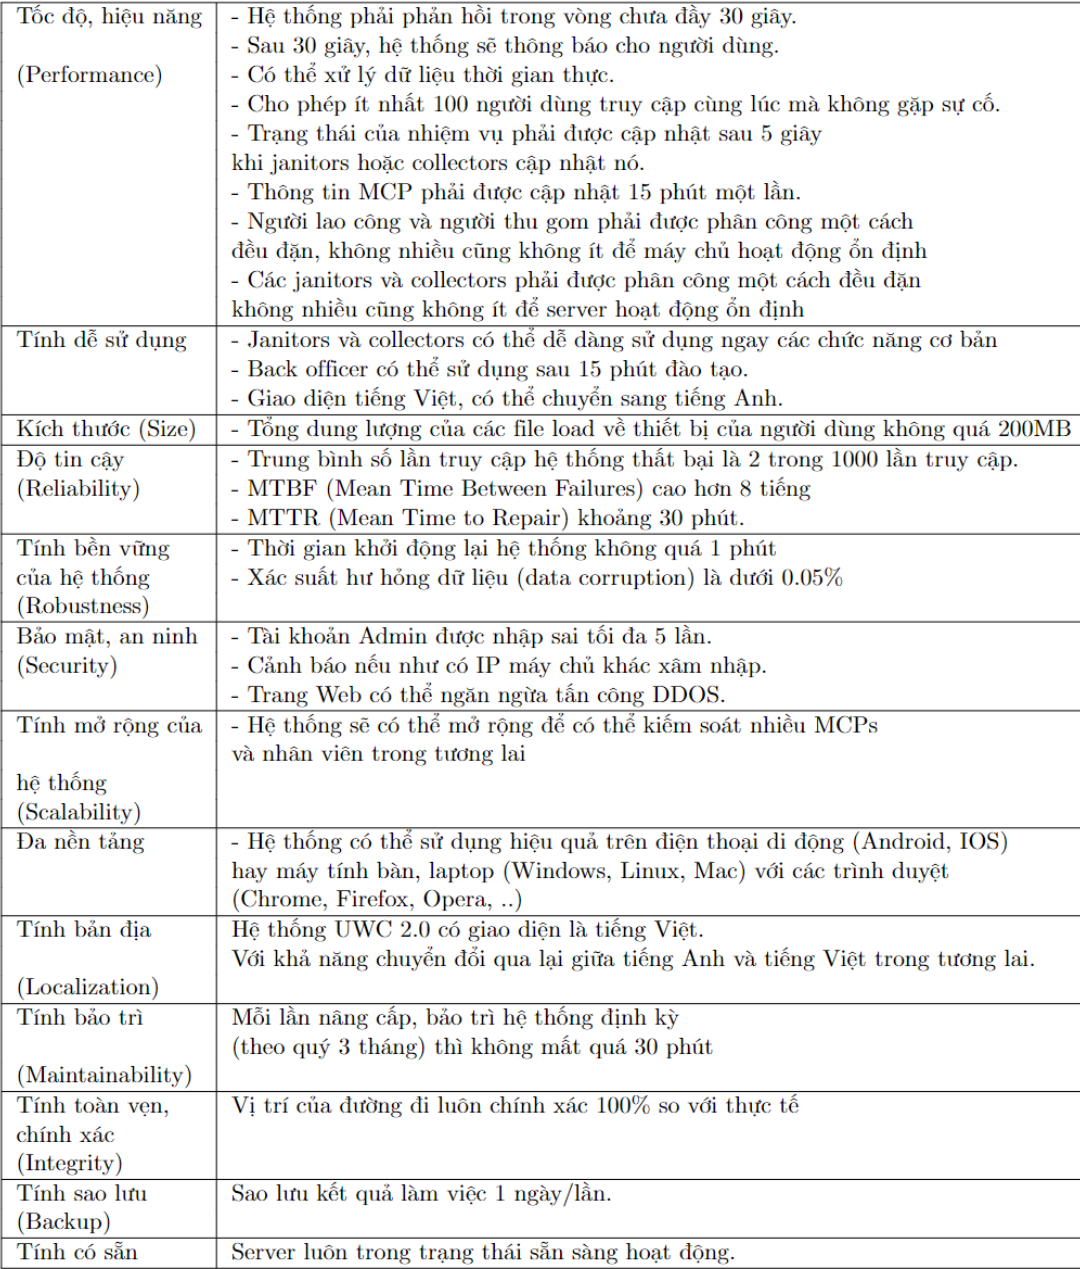 Tốc độ, hiệu năng
(Performance)
- Hệ thống phải phản hồi trong vòng chưa đầy 30 giây.
- Sau 30 giây, hệ thống sẽ thông báo cho người dùng.
- Có thể xử lý dữ liệu thời gian thực.
- Cho phép ít nhất 100 người dùng truy cập cùng lúc mà không gặp sự cố.
- Trạng thái của nhiệm vụ phải được cập nhật sau 5 giây
khi janitors hoặc collectors cập nhật nó.
- Thông tin MCP phải được cập nhật 15 phút một lần.
- Người lao công và người thu gom phải được phân công một cách
đều đặn, không nhiều cũng không ít để máy chủ hoạt động ổn định
- Các janitors và collectors phải được phân công một cách đều đặn
không nhiều cũng không ít để server hoạt động ổn định
Tính dễ sử dụng
- Janitors và collectors có thể dễ dàng sử dụng ngay các chức năng cơ bản
- Back officer có thể sử dụng sau 15 phút đào tạo.
- Giao diện tiếng Việt, có thể chuyển sang tiếng Anh.
Kích thước (Size)
- Tổng dung lượng của các file load về thiết bị của người dùng không quá 200MB
Độ tin cậy
(Reliability)
- Trung bình số lần truy cập hệ thống thất bại là 2 trong 1000 lần truy cập.
- MTBF (Mean Time Between Failures) cao hơn 8 tiếng
- MTTR (Mean Time to Repair) khoảng 30 phút.
Tính bền vững
của hệ thống
(Robustness)
- Thời gian khởi động lại hệ thống không quá 1 phút
- Xác suất hư hỏng dữ liệu (data corruption) là dưới 0.05%
Bảo mật, an ninh
(Security)
- Tài khoản Admin được nhập sai tối đa 5 lần.
- Cảnh báo nếu như có IP máy chủ khác xâm nhập.
- Trang Web có thể ngăn ngừa tấn công DDOS.
Tính mở rộng của
hệ thống
(Scalability)
- Hệ thống sẽ có thể mở rộng để có thể kiếm soát nhiều MCPs
và nhân viên trong tương lai
Đa nền tảng
- Hệ thống có thể sử dụng hiệu quả trên điện thoại di động (Android, IOS)
hay máy tính bàn, laptop (Windows, Linux, Mac) với các trình duyệt
(Chrome, Firefox, Opera, ..)
Tính bản địa
(Localization)
Hệ thống UWC 2.0 có giao diện là tiếng Việt.
Với khả năng chuyển đổi qua lại giữa tiếng Anh và tiếng Việt trong tương lai.
Tính bảo trì
(Maintainability)
Mỗi lần nâng cấp, bảo trì hệ thống định kỳ
(theo quý 3 tháng) thì không mất quá 30 phút
Tính toàn vẹn,
chính xác
(Integrity)
Vị trí của đường đi luôn chính xác 100% so với thực tế
Tính sao lưu
(Backup)
Sao lưu kết quả làm việc 1 ngày/lần.
Tính có sẵn
Server luôn trong trạng thái sẵn sàng hoạt động.